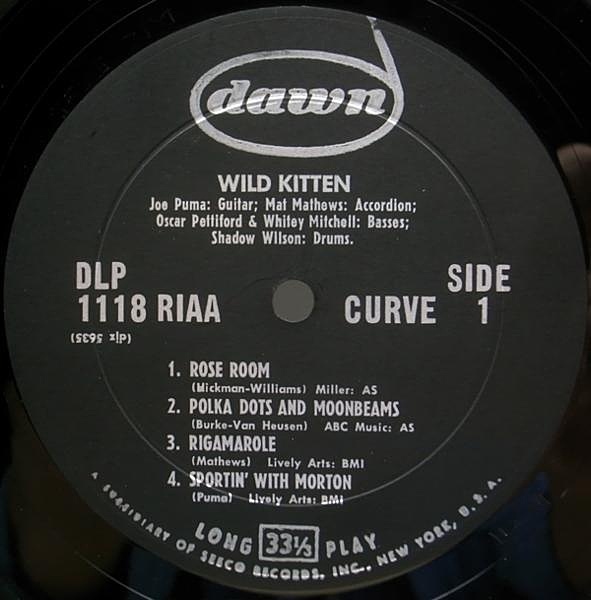 dawn
WILD KITTEN
Joe Puma: Guitar; Mat Mathews: Accordion;
Oscar Pettiford & Whitey Mitchell: Basses;
Shadow Wilson: Drums.
DLP SIDE
1118 RIAA CURVE 1
1. ROSE ROOM
(Hickman-Williams) Miller: AS
2. POLKA DOTS AND MOONBEAMS
(Burke-Van Heusen) ABC Music: AS
3. RIGAMAROLE
(Mathews) Lively Arts: BMI
4. SPORTIN' WITH MORTON
(Puma) Lively Arts: BMI
LONG 33⅓ PLAY
A SUBSIDIARY OF SEECO RECORDS, INC., NEW YORK, U.S.A.